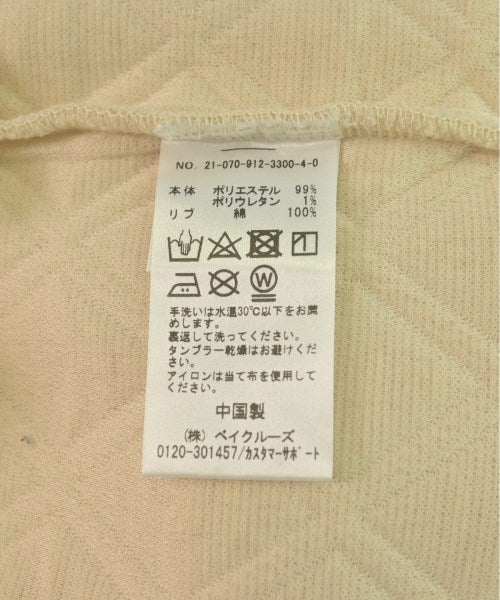 NO. 21-070-912-3300-4-0
本体 ポリエステル 99%
ポリウレタン 1%
リブ 綿 100%
W
手洗いは水温30℃以下をお薦
めします。
裏返して洗ってください。
タンブラー乾燥はお避けくだ
さい。
アイロンは当て布を使用して
ください。
中国製
(株) ベイクルーズ
0120-301457/カスタマーサポート